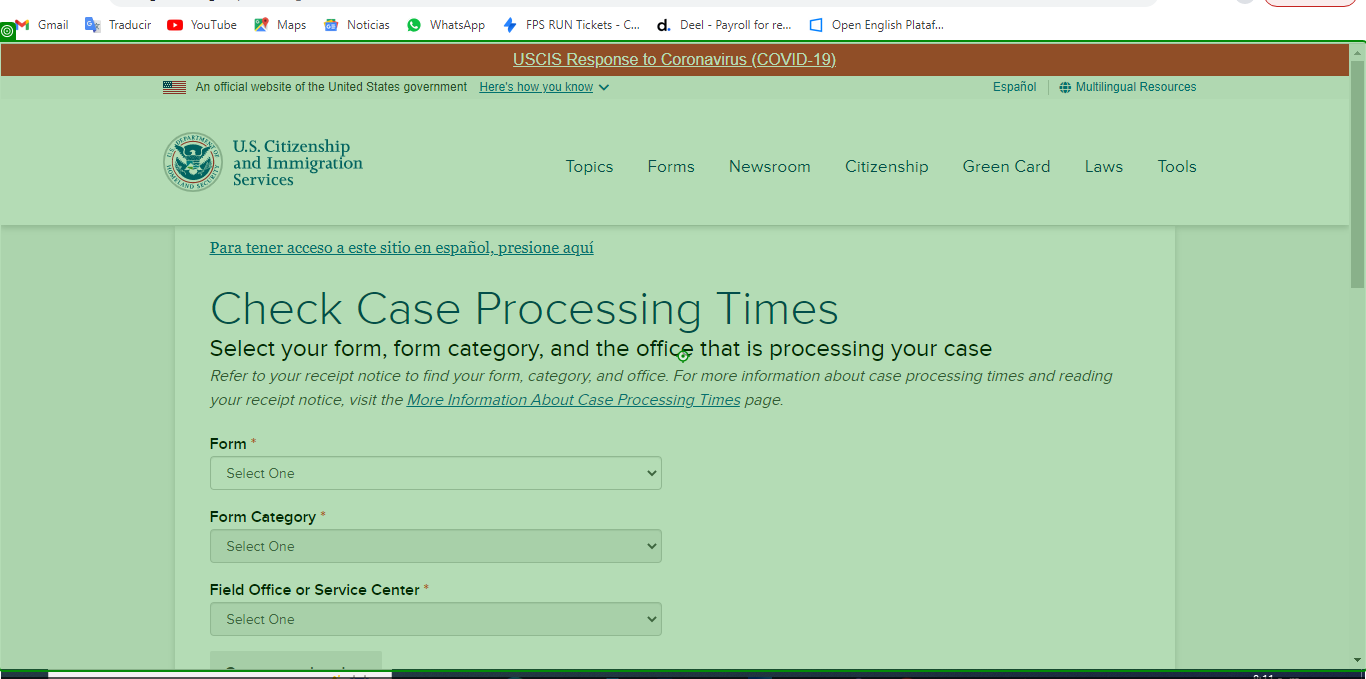 Gmail Traducir YouTube Maps Noticias WhatsApp FPS RUN Tickets - C... Deel - Payroll for re... Open English Plataf...
USCIS Response to Coronavirus (COVID-19)
An official website of the United States government Here's how you know Español Multilingual Resources
U.S. Citizenship
and Immigration
Services
Topics Forms Newsroom Citizenship Green Card Laws Tools
Para tener acceso a este sitio en español, presione aquí
Check Case Processing Times
Select your form, form category, and the office that is processing your case
Refer to your receipt notice to find your form, category, and office. For more information about case processing times and reading
your receipt notice, visit the More Information About Case Processing Times page.
Form *
Select One
Form Category *
Select One
Field Office or Service Center *
Select One